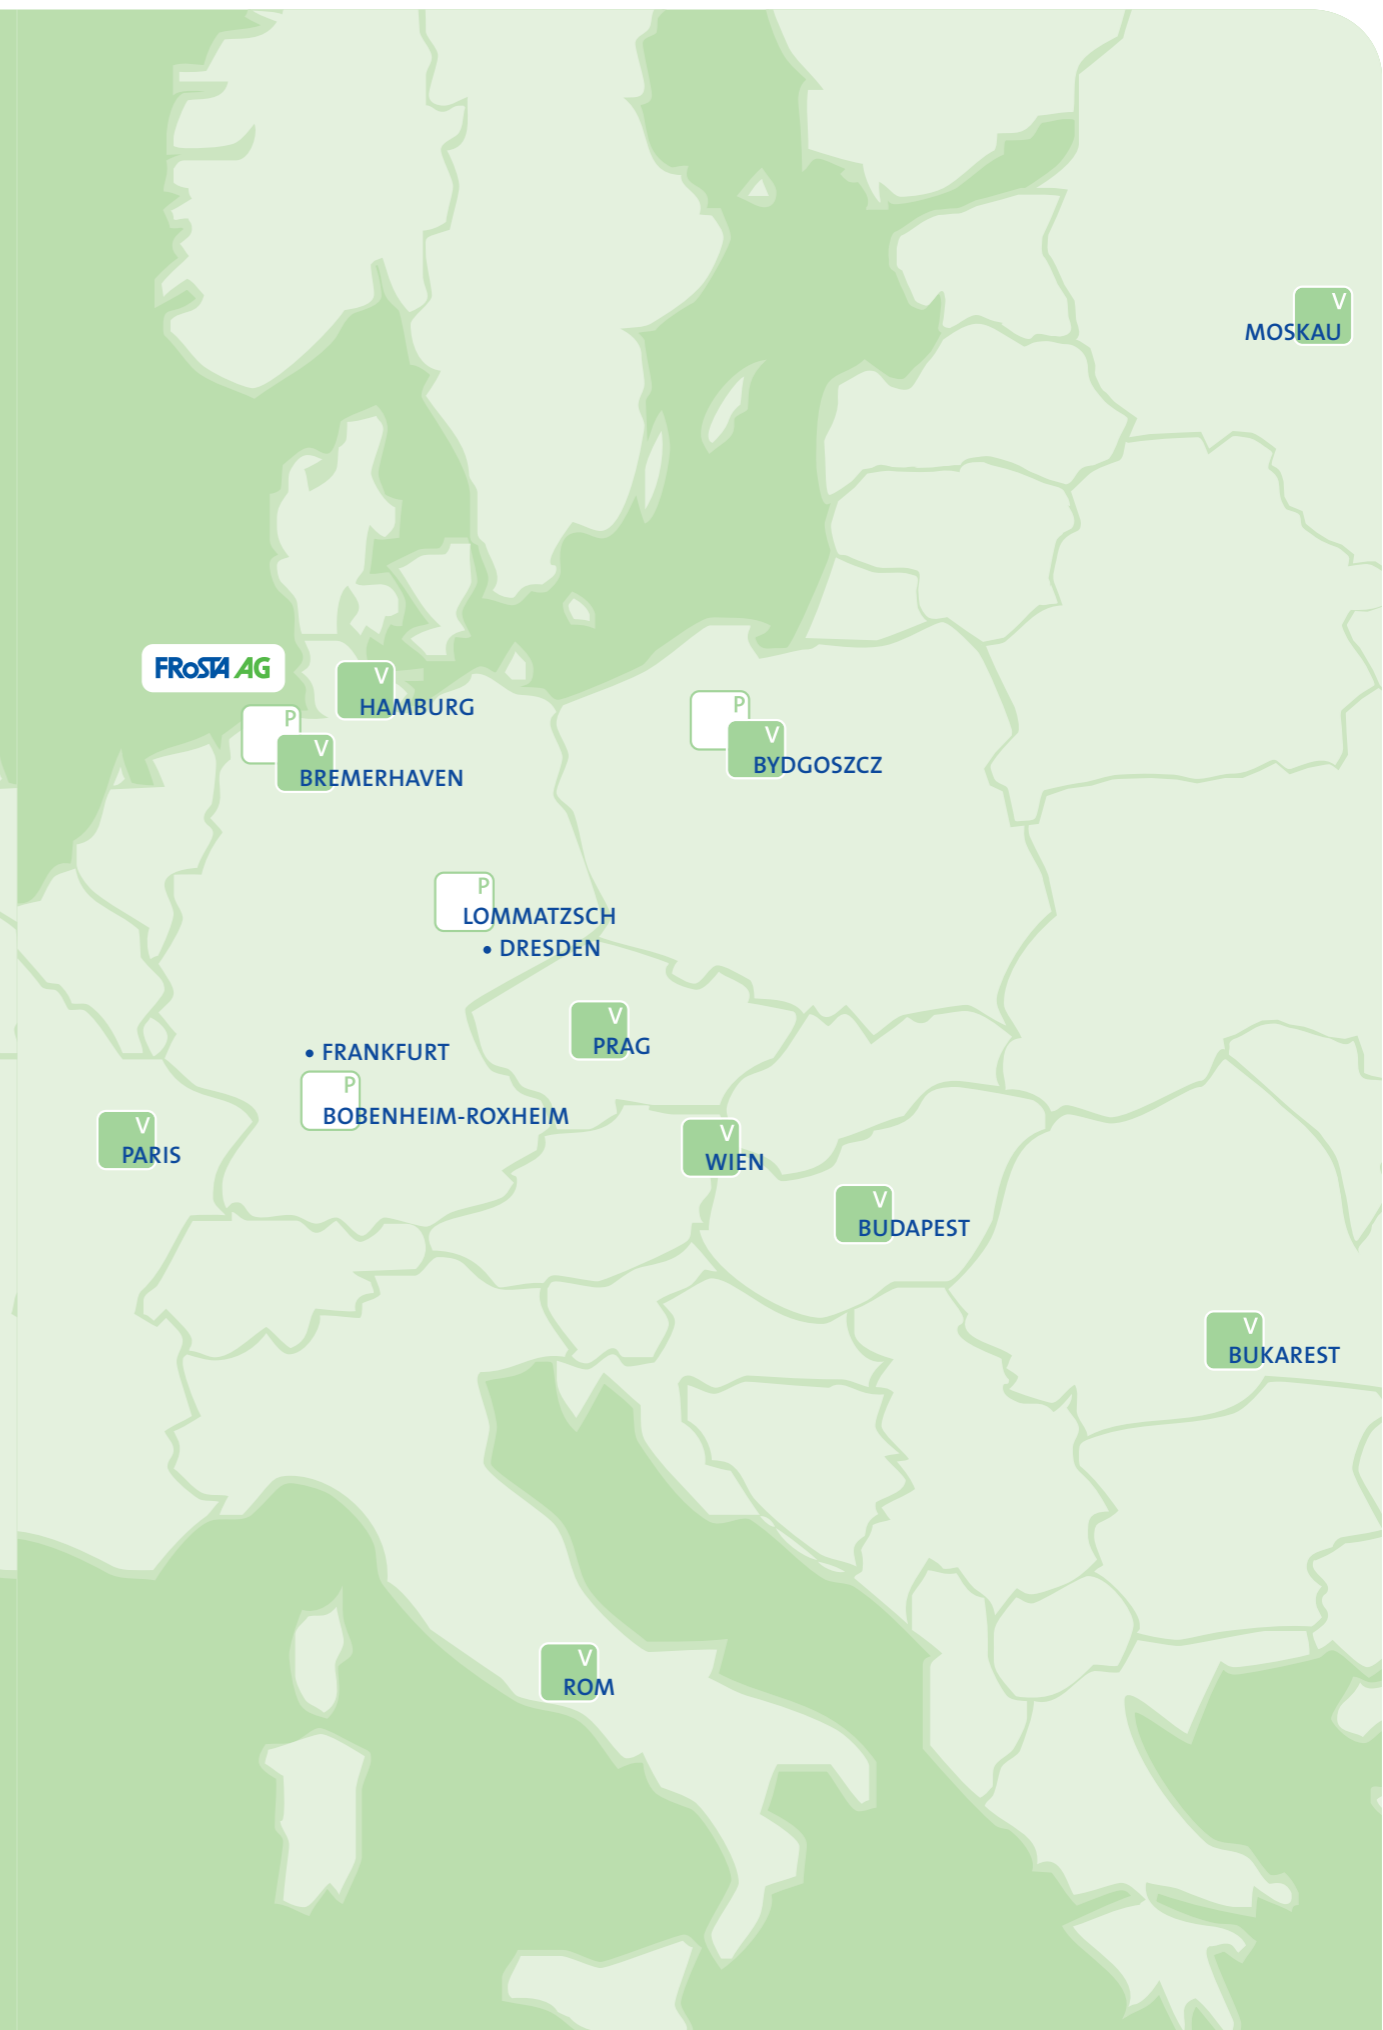 V
MOSKAU
FRoSTA AG
V
HAMBURG
P
V
BREMERHAVEN
P
V
BYDGOSZCZ
P
LOMMATZSCH
• DRESDEN
V
PRAG
• FRANKFURT
P
BOBENHEIM-ROXHEIM
V
PARIS
V
WIEN
V
BUDAPEST
V
BUKAREST
V
ROM